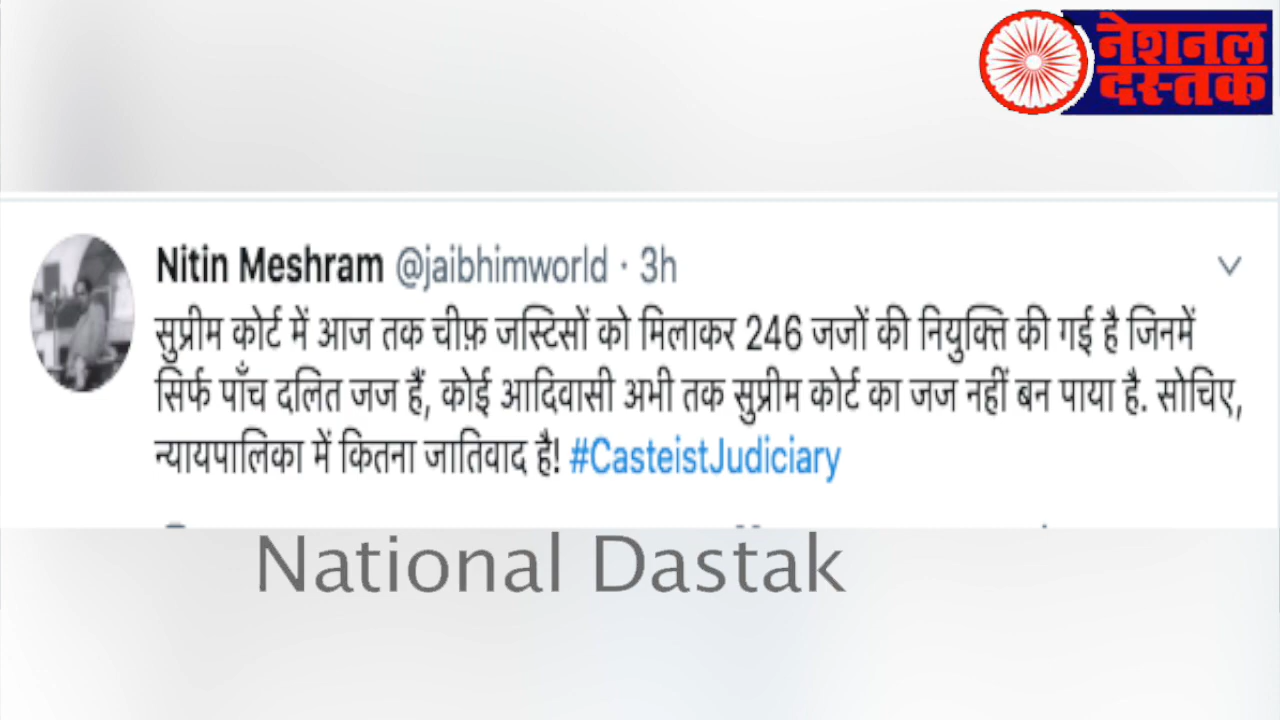 नेशनल
दस्तक
Nitin Meshram @jaibhimworld · 3h
सुप्रीम कोर्ट में आज तक चीफ़ जस्टिसों को मिलाकर 246 जजों की नियुक्ति की गई है जिनमें
सिर्फ पाँच दलित जज हैं, कोई आदिवासी अभी तक सुप्रीम कोर्ट का जज नहीं बन पाया है. सोचिए,
न्यायपालिका में कितना जातिवाद है! #CasteistJudiciary
National Dastak